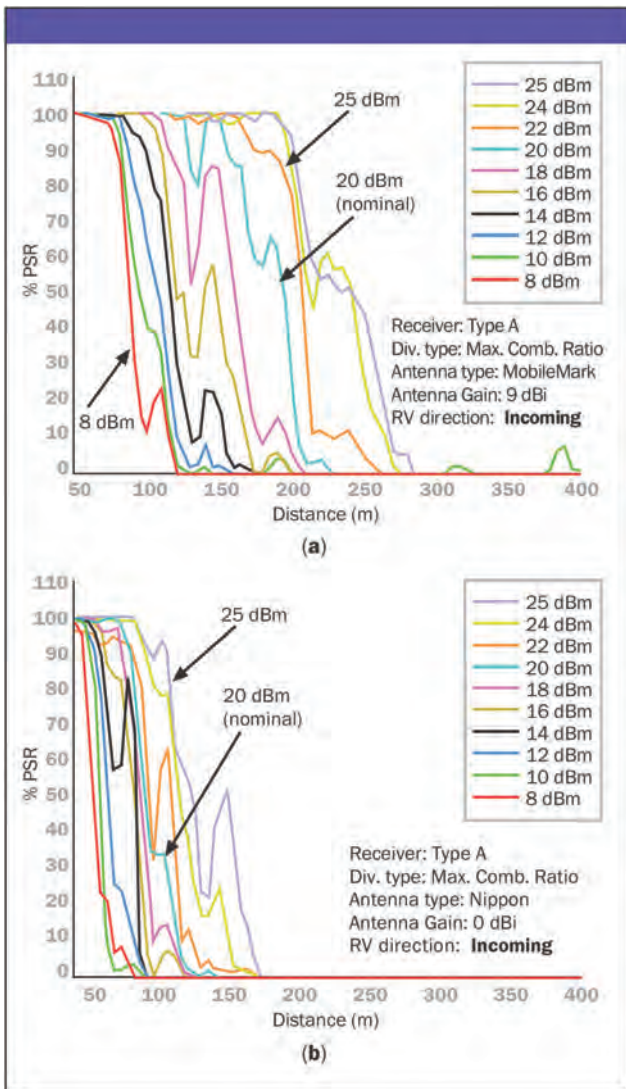 110
100
90
80
70
60
50
40
30
20
10
0
% PSR
25 dBm
20 dBm
(nominal)
8 dBm
25 dBm
24 dBm
22 dBm
20 dBm
18 dBm
16 dBm
14 dBm
12 dBm
10 dBm
8 dBm
Receiver: Type A
Div. type: Max. Comb. Ratio
Antenna type: MobileMark
Antenna Gain: 9 dBi
RV direction: Incoming
50 100 150 200 250 300 350 400
Distance (m)
(a)
110
100
90
80
70
60
50
40
30
20
10
0
% PSR
25 dBm
20 dBm
(nominal)
25 dBm
24 dBm
22 dBm
20 dBm
18 dBm
16 dBm
14 dBm
12 dBm
10 dBm
8 dBm
Receiver: Type A
Div. type: Max. Comb. Ratio
Antenna type: Nippon
Antenna Gain: 0 dBi
RV direction: Incoming
50 100 150 200 250 300 350 400
Distance (m)
(b)